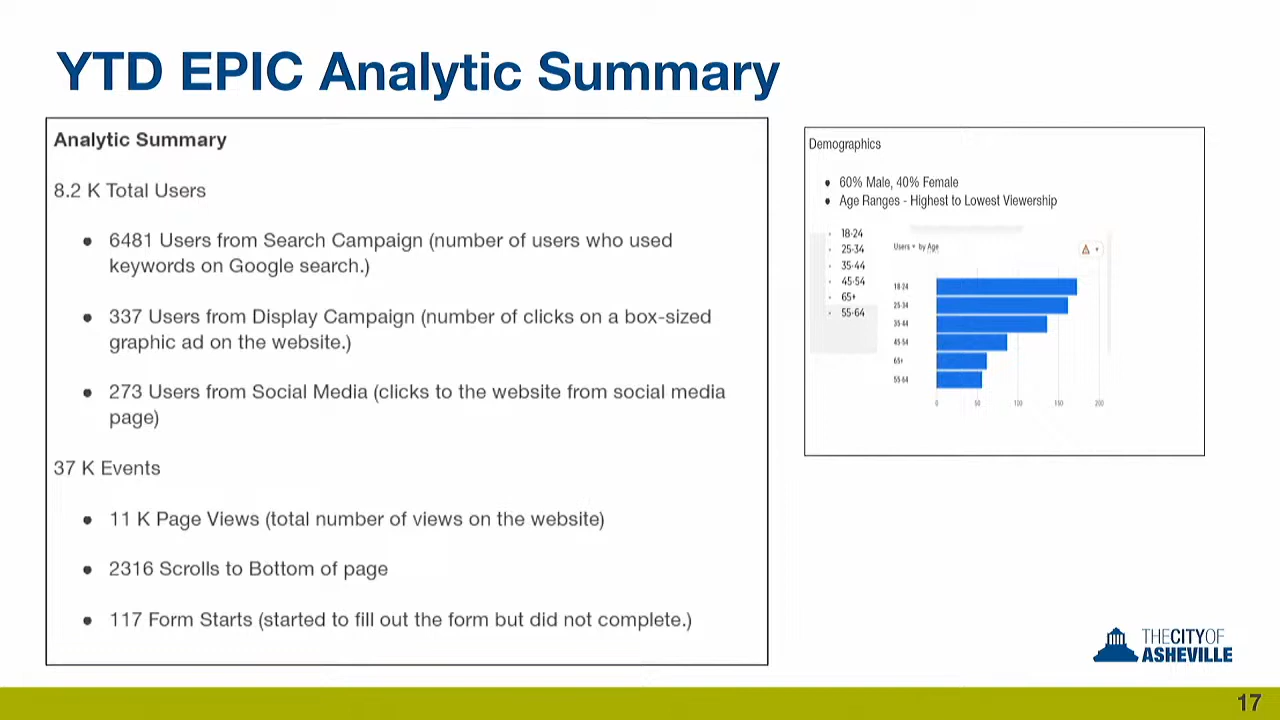 YTD EPIC Analytic Summary
Analytic Summary
8.2 K Total Users
● 6481 Users from Search Campaign (number of users who used
keywords on Google search.)
● 337 Users from Display Campaign (number of clicks on a box-sized
graphic ad on the website.)
● 273 Users from Social Media (clicks to the website from social media
page)
37 K Events
● 11 K Page Views (total number of views on the website)
● 2316 Scrolls to Bottom of page
● 117 Form Starts (started to fill out the form but did not complete.)
Demographics
● 60% Male, 40% Female
● Age Ranges - Highest to Lowest Viewership
- 18-24
- 25-34
- 35-44
- 45-54
- 65+
- 55-64
Users by Age
18-24
25-34
35-44
45-54
65+
55-64
0 50 100 150 200
THE CITY OF
ASHEVILLE
17